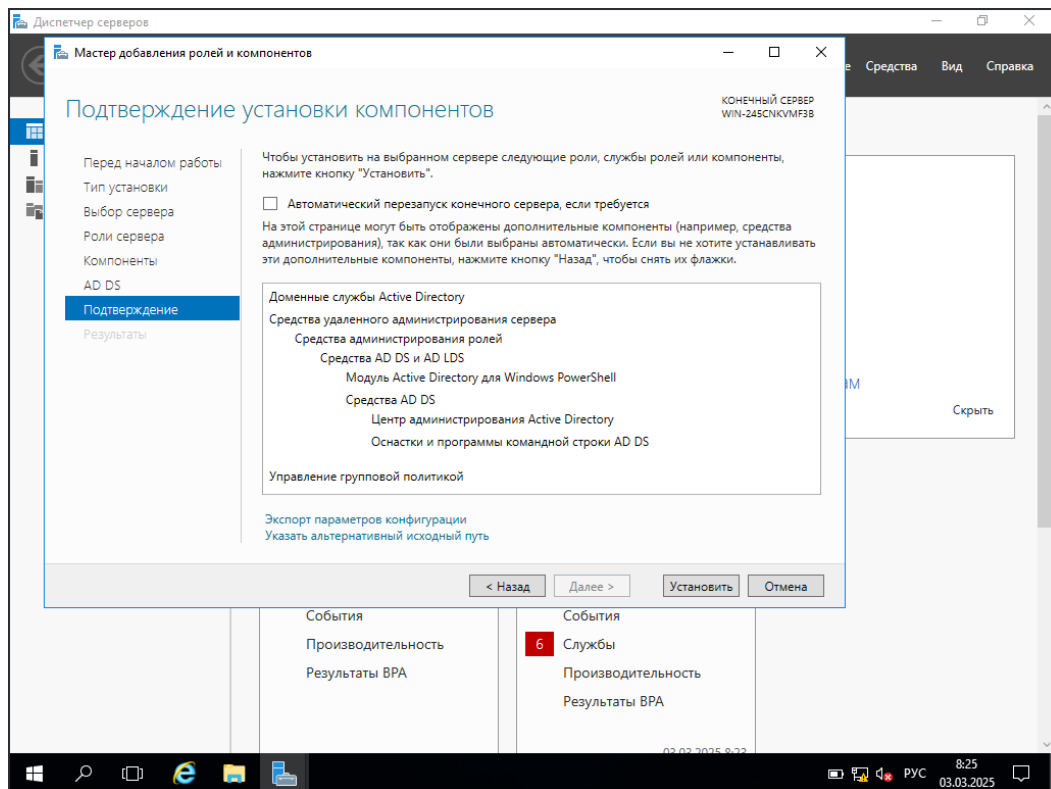 Диспетчер серверов
Мастер добавления ролей и компонентов
Средства Вид Справка
Подтверждение установки компонентов
КОНЕЧНЫЙ СЕРВЕР
WIN-245CNKVMF3B
Перед началом работы
Тип установки
Выбор сервера
Роли сервера
Компоненты
AD DS
Подтверждение
Результаты
Чтобы установить на выбранном сервере следующие роли, службы ролей или компоненты,
нажмите кнопку "Установить".
Автоматический перезапуск конечного сервера, если требуется
На этой странице могут быть отображены дополнительные компоненты (например, средства
администрирования), так как они были выбраны автоматически. Если вы не хотите устанавливать
эти дополнительные компоненты, нажмите кнопку "Назад", чтобы снять их флажки.
Доменные службы Active Directory
Средства удаленного администрирования сервера
Средства администрирования ролей
Средства AD DS и AD LDS
Модуль Active Directory для Windows PowerShell
Средства AD DS
Центр администрирования Active Directory
Оснастки и программы командной строки AD DS
Управление групповой политикой
Экспорт параметров конфигурации
Указать альтернативный исходный путь
< Назад Далее > Установить Отмена
Скрыть
События
Производительность
Результаты BPA
События
6 Службы
Производительность
Результаты BPA
03.03.2025 8:23
РУС
8:25
03.03.2025